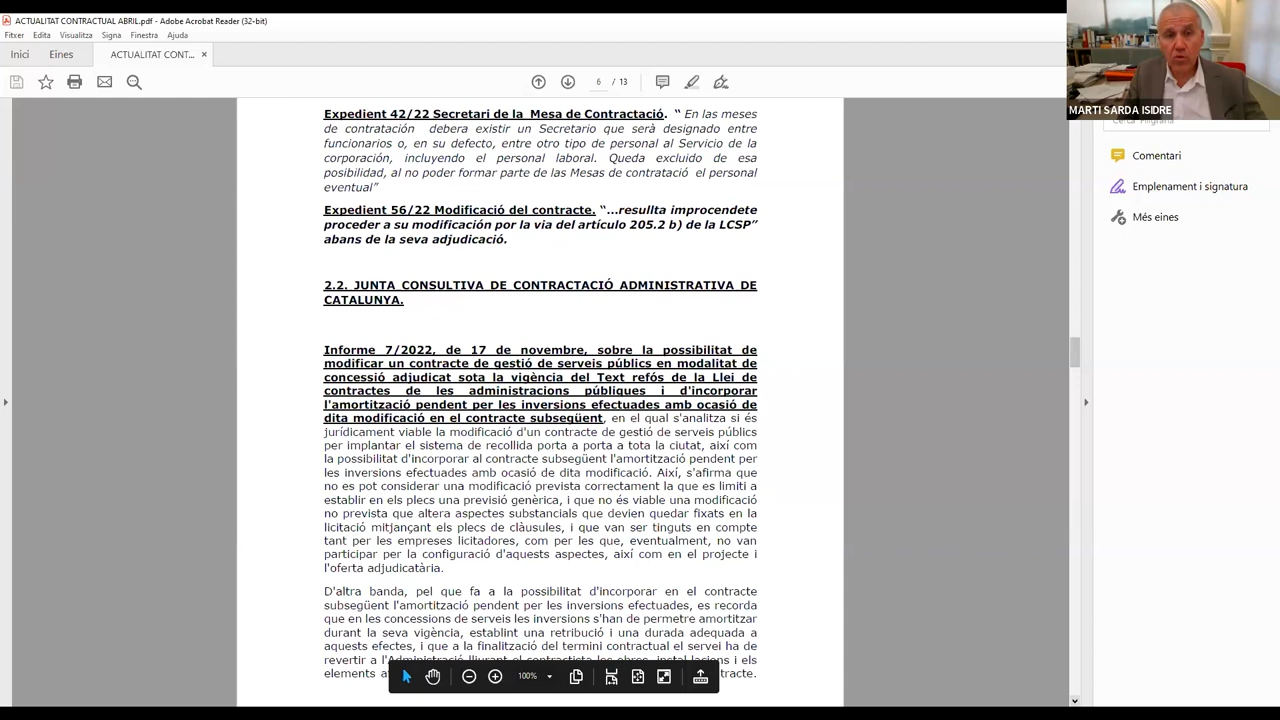 ACTUALITAT CONTRACTUAL ABRIL.pdf - Adobe Acrobat Reader (32-bit)
Fitxer Edita Visualitza Signa Finestra Ajuda
Inici Eines ACTUALITAT CONT... ×
6 / 13
MARTI SARDA ISIDRE
Comentari
Emplenament i signatura
Més eines
Expedient 42/22 Secretari de la Mesa de Contractació. “ En las meses
de contratación debera existir un Secretario que serà designado entre
funcionarios o, en su defecto, entre otro tipo de personal al Servicio de la
corporación, incluyendo el personal laboral. Queda excluido de esa
posibilidad, al no poder formar parte de las Mesas de contratació el personal
eventual”
Expedient 56/22 Modificació del contracte. “...resullta improcendete
proceder a su modificación por la via del artículo 205.2 b) de la LCSP”
abans de la seva adjudicació.
2.2. JUNTA CONSULTIVA DE CONTRACTACIÓ ADMINISTRATIVA DE
CATALUNYA.
Informe 7/2022, de 17 de novembre, sobre la possibilitat de
modificar un contracte de gestió de serveis públics en modalitat de
concessió adjudicat sota la vigència del Text refós de la Llei de
contractes de les administracions públiques i d'incorporar
l'amortització pendent per les inversions efectuades amb ocasió de
dita modificació en el contracte subsegüent, en el qual s'analitza si és
jurídicament viable la modificació d'un contracte de gestió de serveis públics
per implantar el sistema de recollida porta a porta a tota la ciutat, així com
la possibilitat d'incorporar al contracte subsegüent l'amortització pendent per
les inversions efectuades amb ocasió de dita modificació. Així, s'afirma que
no es pot considerar una modificació prevista correctament la que es limiti a
establir en els plecs una previsió genèrica, i que no és viable una modificació
no prevista que altera aspectes substancials que devien quedar fixats en la
licitació mitjançant els plecs de clàusules, i que van ser tinguts en compte
tant per les empreses licitadores, com per les que, eventualment, no van
participar per la configuració d'aquests aspectes, així com en el projecte i
l'oferta adjudicatària.
D'altra banda, pel que fa a la possibilitat d'incorporar en el contracte
subsegüent l'amortització pendent per les inversions efectuades, es recorda
que en les concessions de serveis les inversions s'han de permetre amortitzar
durant la seva vigència, establint una retribució i una durada adequada a
aquests efectes, i que a la finalització del termini contractual el servei ha de
revertir a l'Administració lliurant el contractista les obres, instal·lacions i els
elements
100%